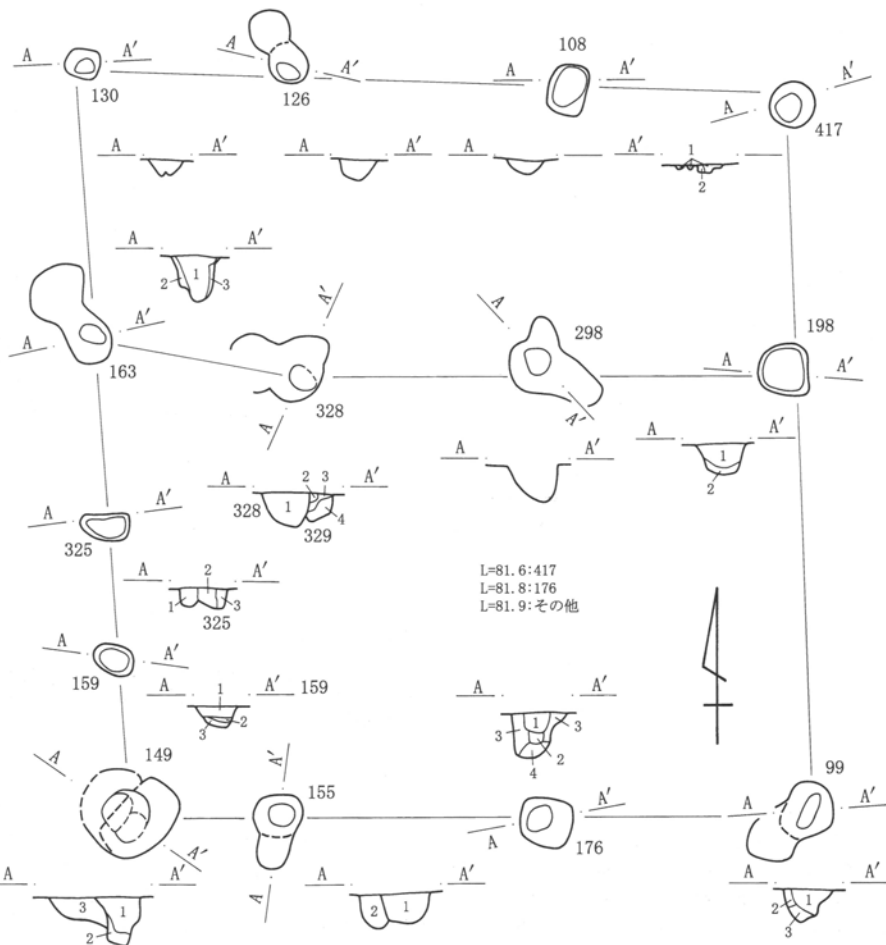 A A′ 130
A A′ 126
A 108 A′
A A′ 417
A A′
A A′
A A′
1 2
A A′
2 1 3
A A′ 163
A′ A 328
A 298 A′
198 A A′
A A′
1
2
A A′
A A′
2 3
328 1 4
329
A A′
325
A A′
2
1 3
325
L=81.6:417
L=81.8:176
L=81.9:その他
A A′
159
A A′ 159
1
3 2
A A′
3 1 3
2
4
A 149 A′
A′ 155 A
A A′ 176
99 A A′
A A′
3 1
2
A A′
2 1
A A′
2 1
3